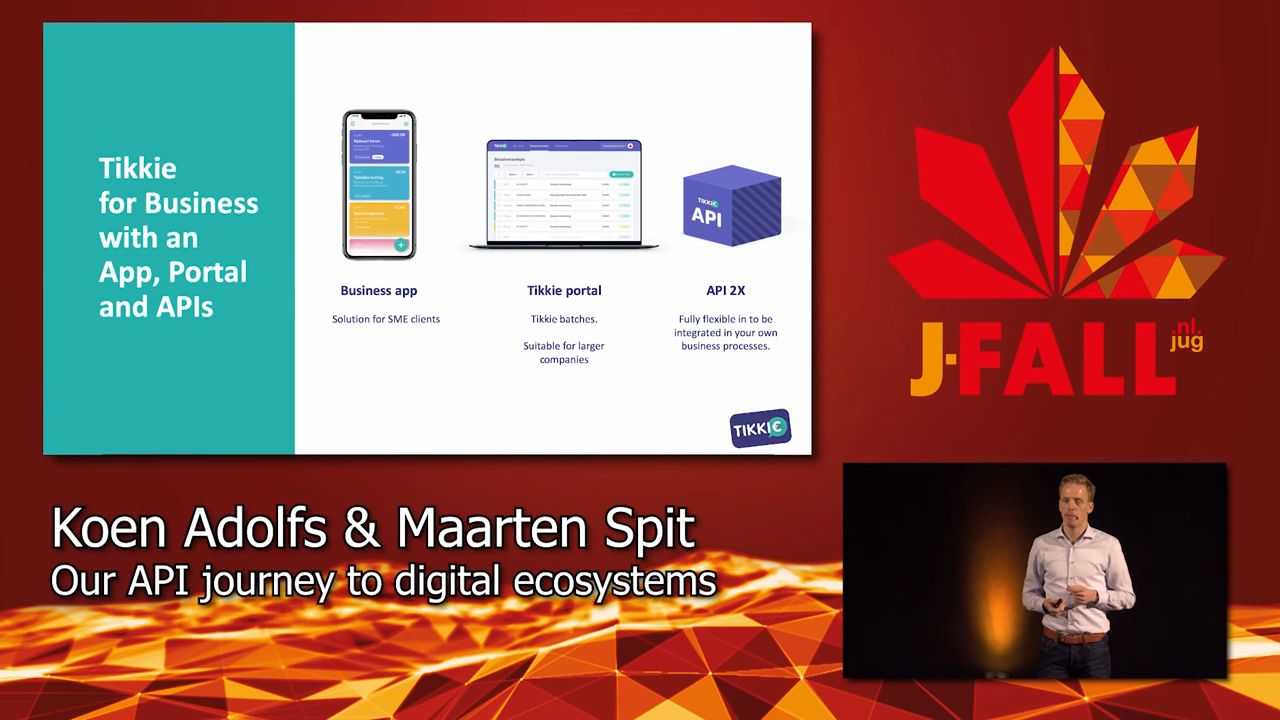 Tikkie
for Business
with an
App, Portal
and APIs
TIKKIE
API
Business app
Solution for SME clients
Tikkie portal
Tikkie batches.
Suitable for larger
companies
API 2X
Fully flexible in to be
integrated in your own
business processes.
TIKKI€
J-FALL
nl.
jug
Koen Adolfs & Maarten Spit
Our API journey to digital ecosystems